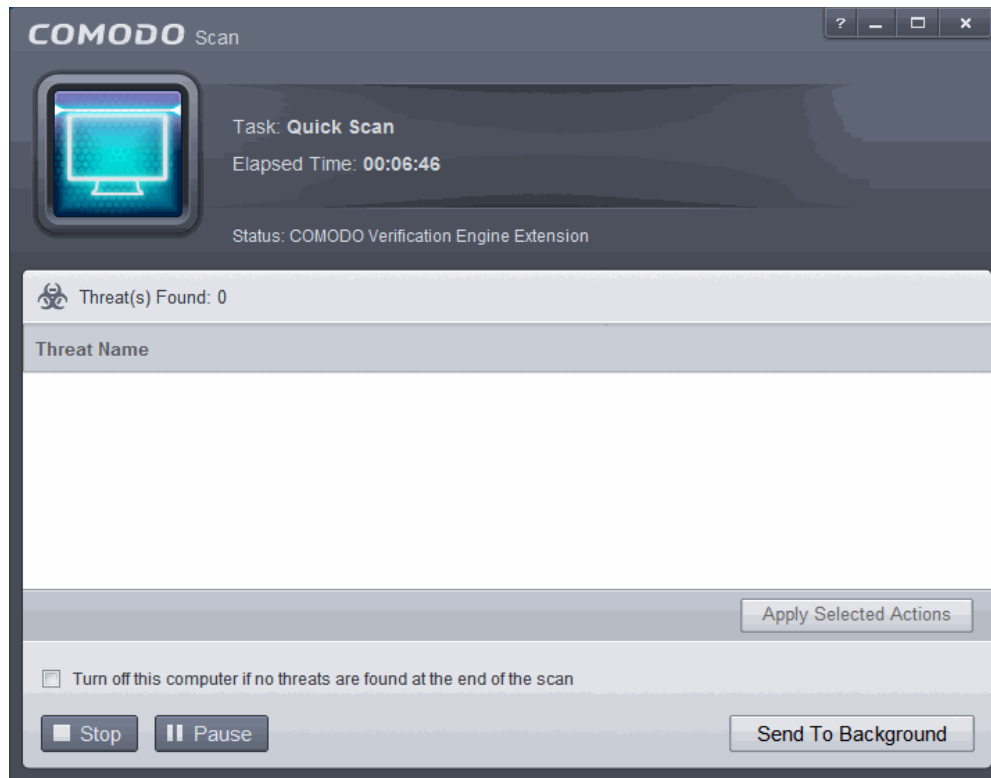 COMODO Scan
?
Task: Quick Scan
Elapsed Time: 00:06:46
Status: COMODO Verification Engine Extension
Threat(s) Found: 0
Threat Name
Apply Selected Actions
Turn off this computer if no threats are found at the end of the scan
Stop
Pause
Send To Background